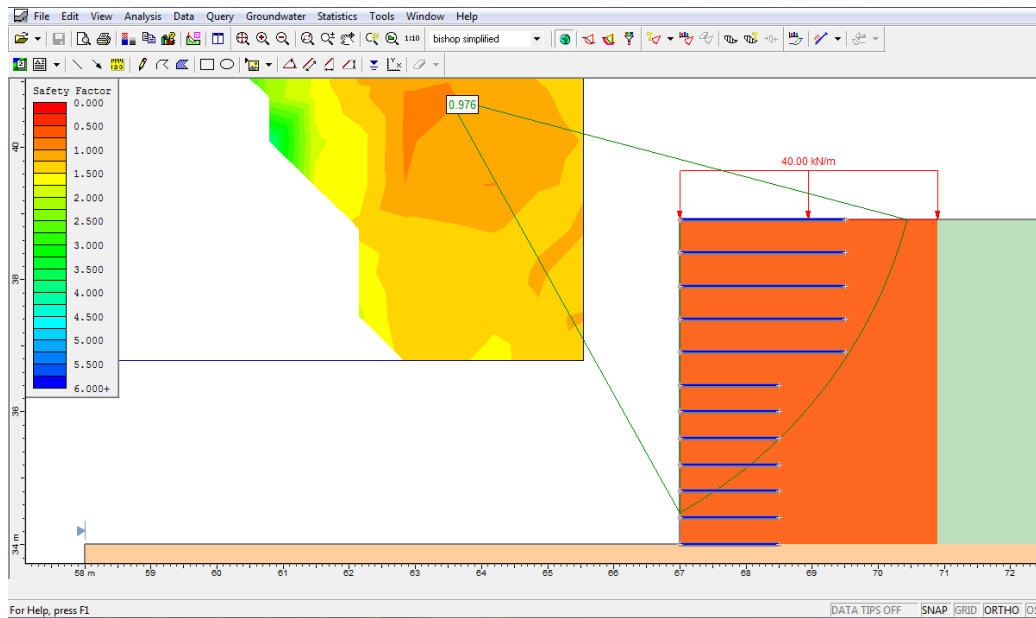 File Edit View Analysis Data Query Groundwater Statistics Tools Window Help
1:10 bishop simplified
Safety Factor
0.000
0.500
1.000
1.500
2.000
2.500
3.000
3.500
4.000
4.500
5.000
5.500
6.000+
0.976
40.00 kN/m
40
38
36
34 m
58 m 59 60 61 62 63 64 65 66 67 68 69 70 71 72
For Help, press F1
DATA TIPS OFF SNAP GRID ORTHO